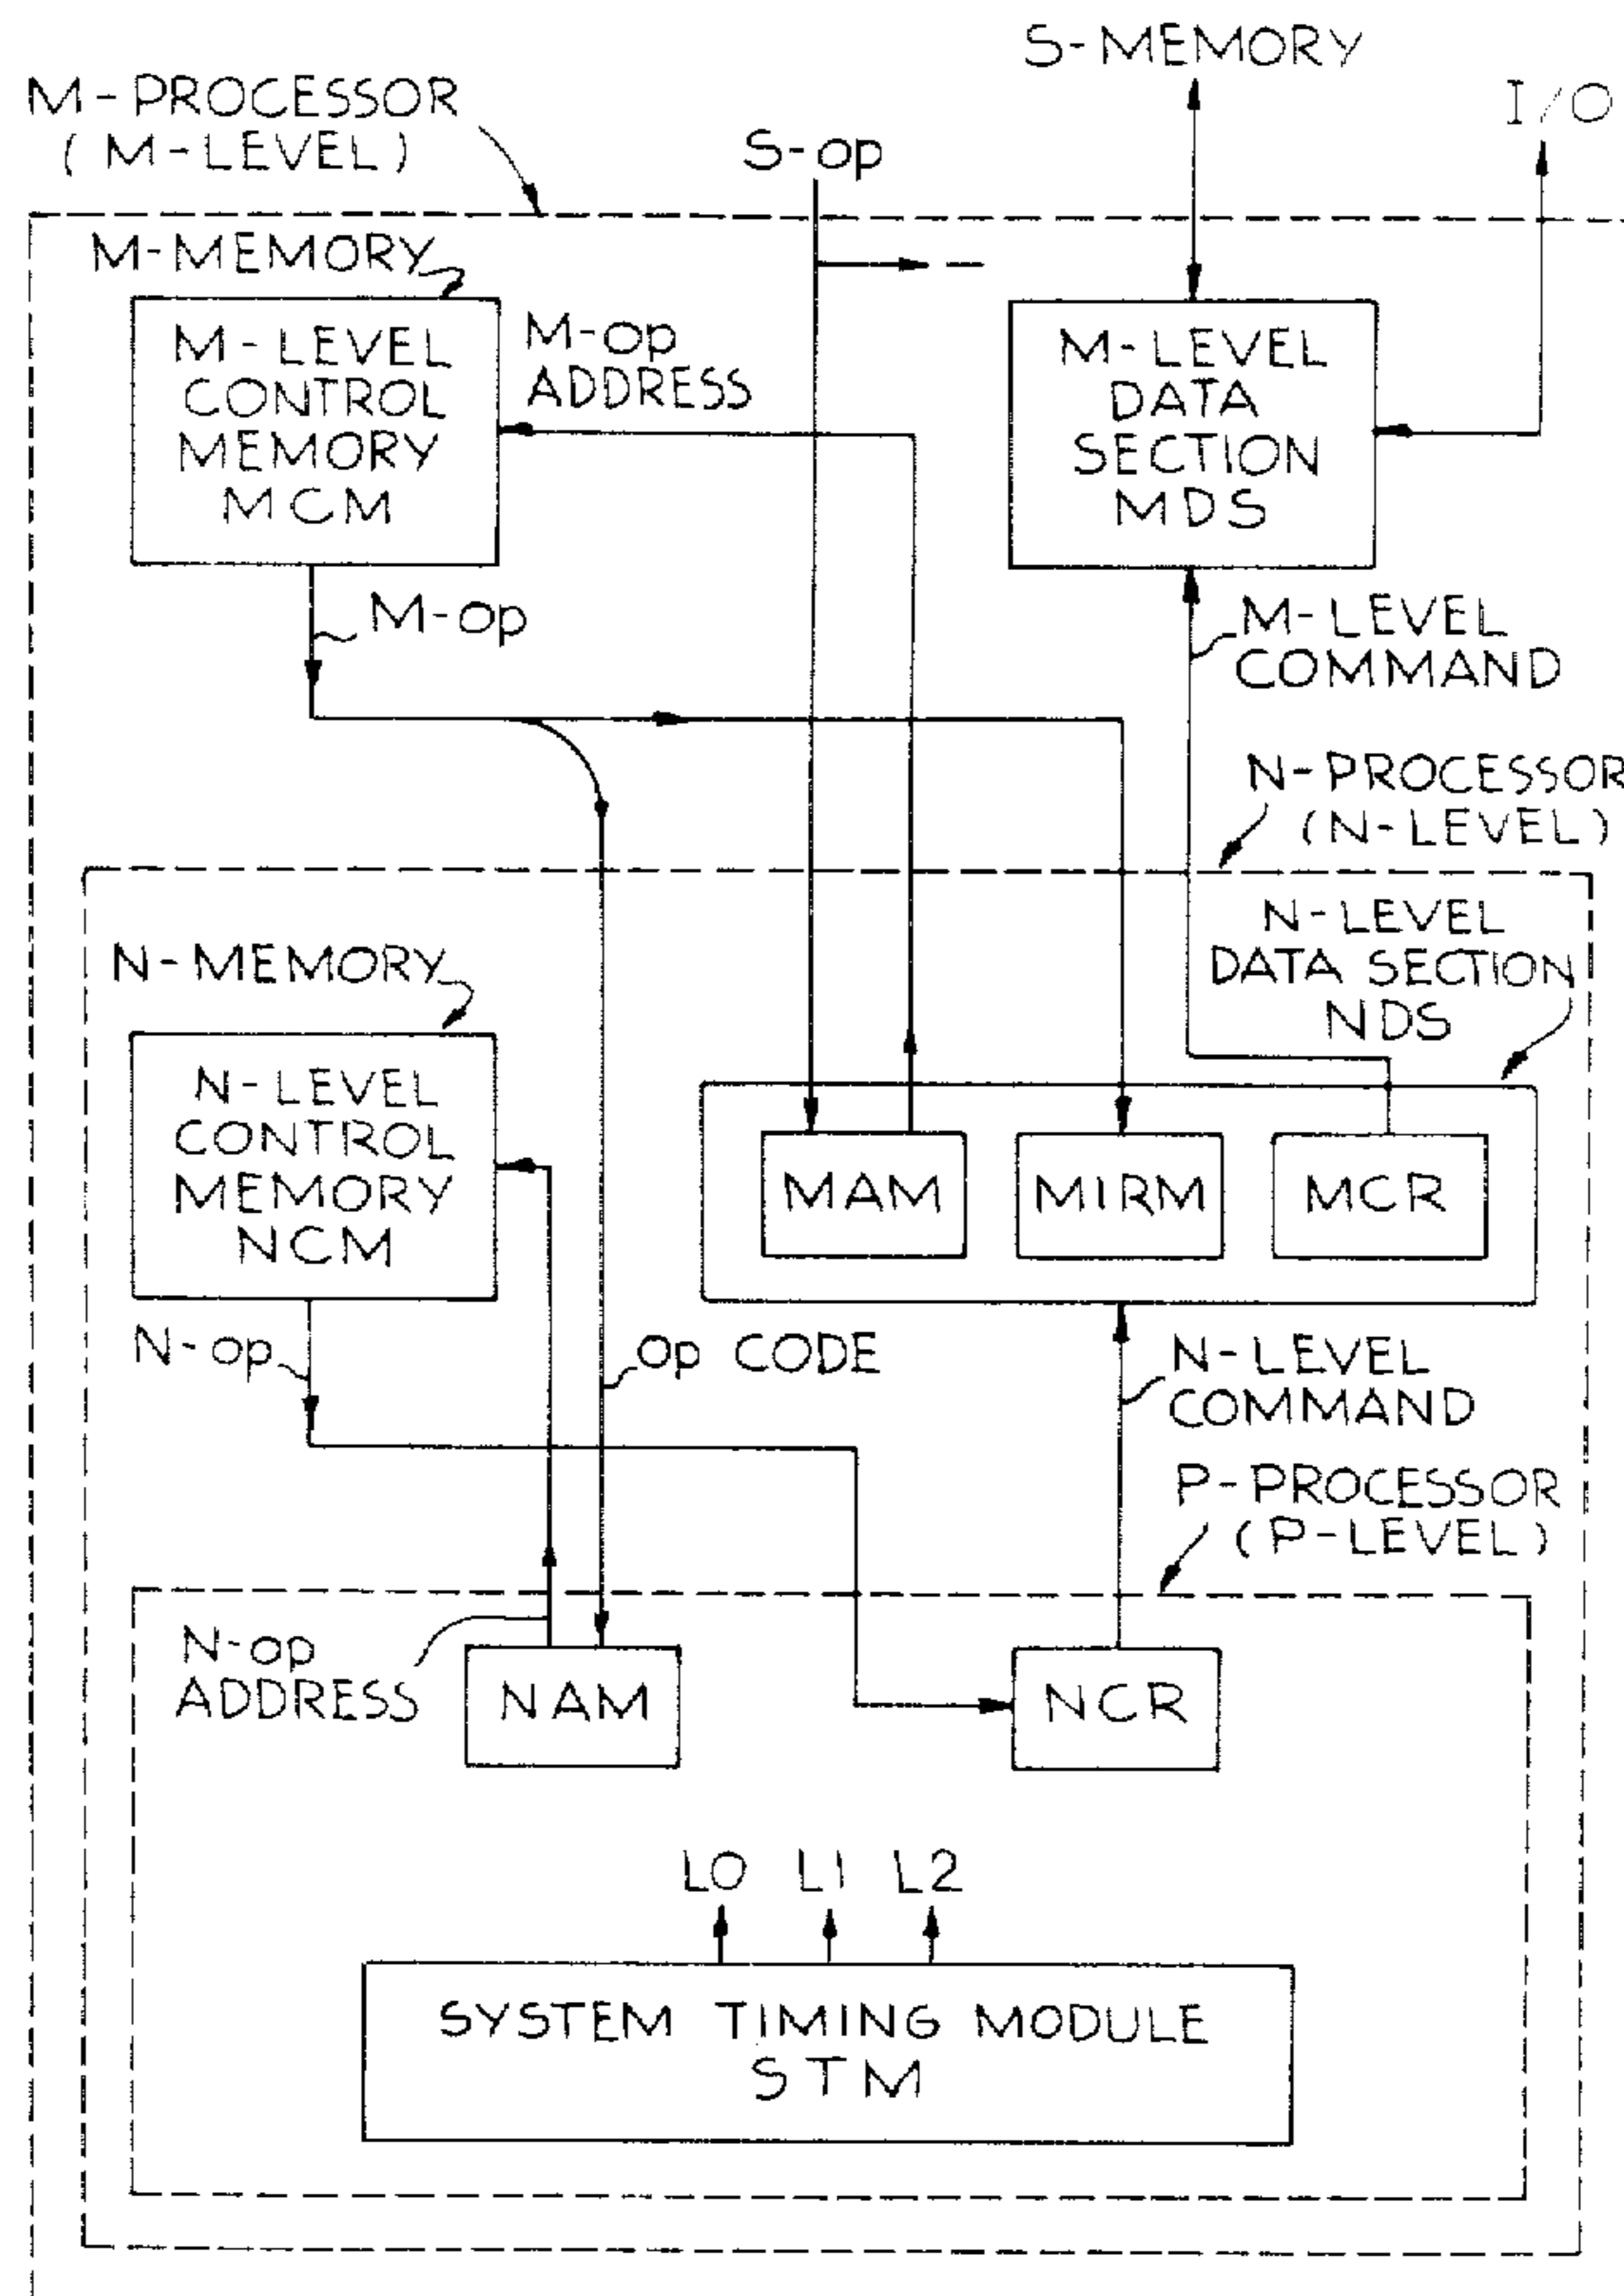 S-MEMORY
M-PROCESSOR
(M-LEVEL)
I/O
S-op
M-MEMORY
M-LEVEL
CONTROL
MEMORY
MCM
M-op
ADDRESS
M-LEVEL
DATA
SECTION
MDS
M-op
M-LEVEL
COMMAND
N-PROCESSOR
(N-LEVEL)
N-LEVEL
DATA SECTION
NDS
N-MEMORY
N-LEVEL
CONTROL
MEMORY
NCM
MAM
MIRM
MCR
N-op
Op CODE
N-LEVEL
COMMAND
P-PROCESSOR
(P-LEVEL)
N-op
ADDRESS
NAM
NCR
L0 L1 L2
SYSTEM TIMING MODULE
STM